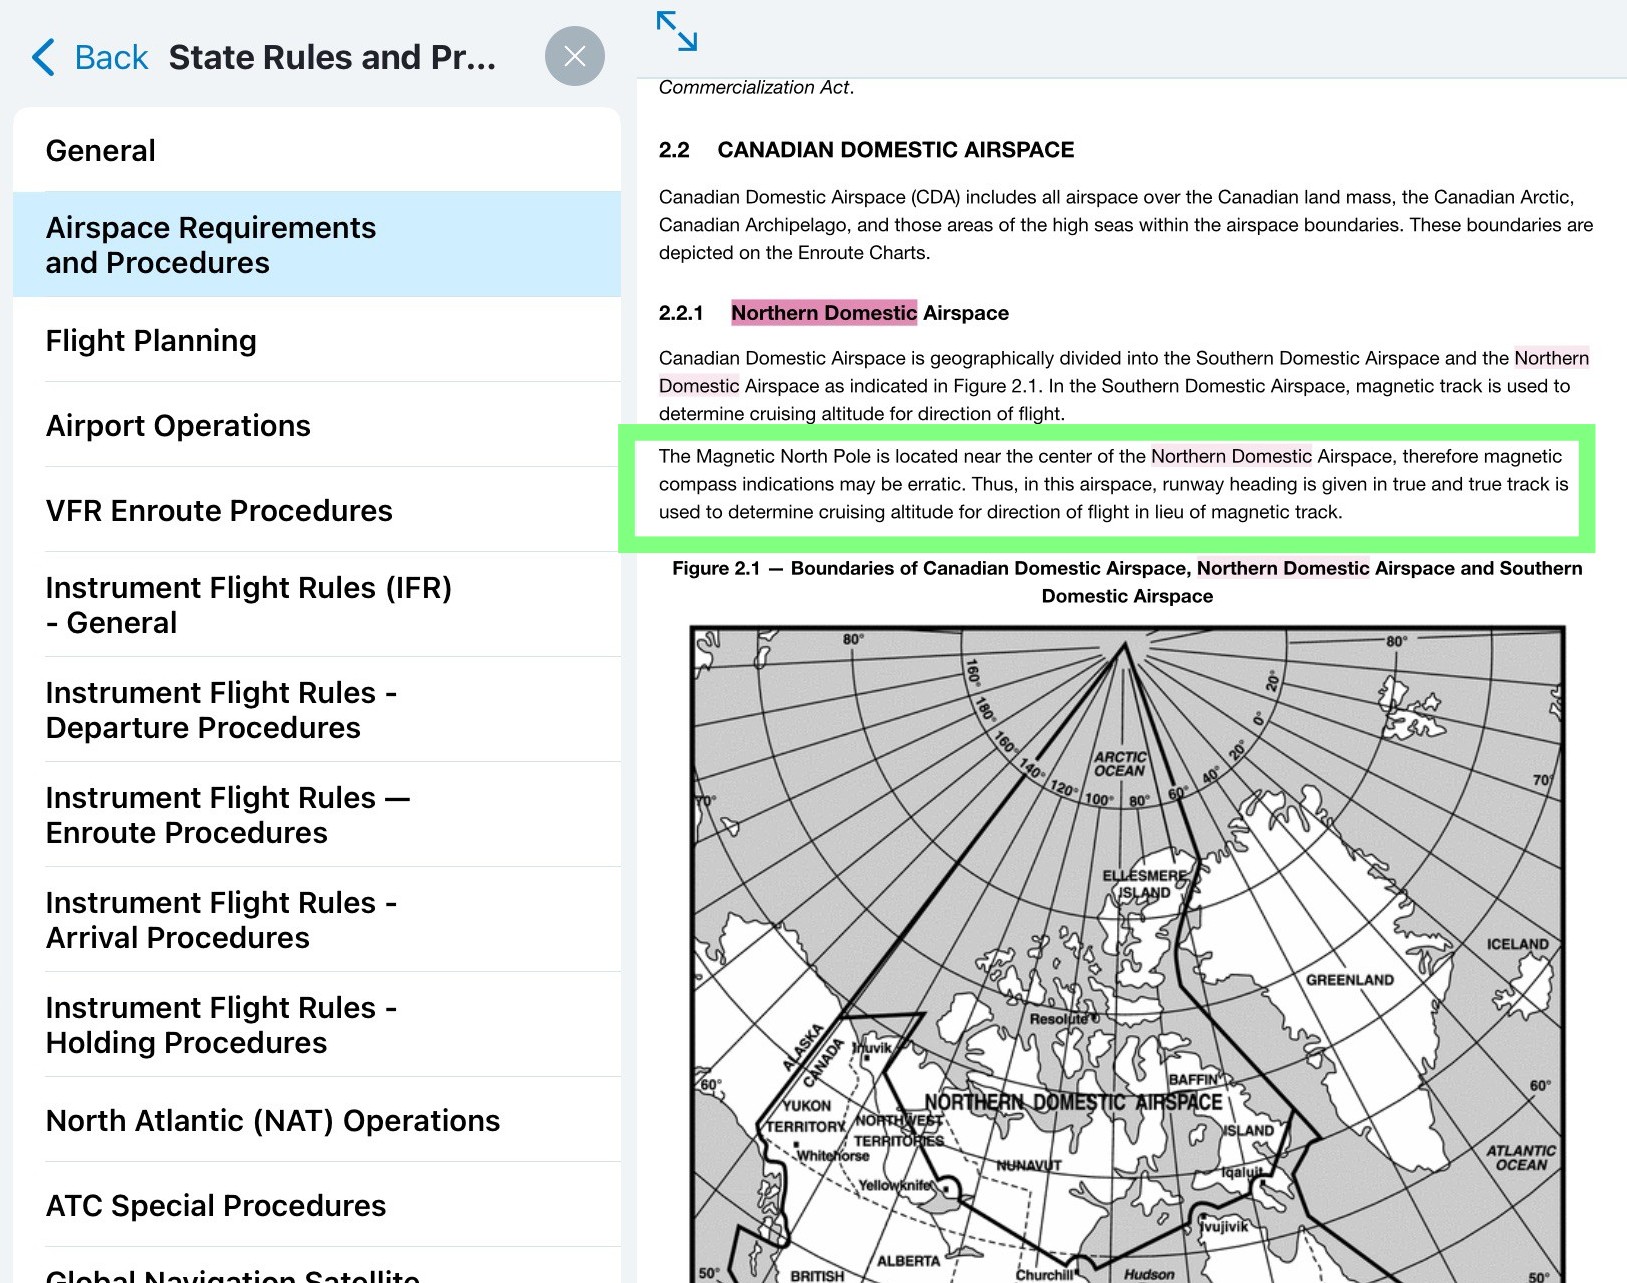 Back State Rules and Pr...
General
Airspace Requirements
and Procedures
Flight Planning
Airport Operations
VFR Enroute Procedures
Instrument Flight Rules (IFR)
- General
Instrument Flight Rules -
Departure Procedures
Instrument Flight Rules —
Enroute Procedures
Instrument Flight Rules -
Arrival Procedures
Instrument Flight Rules -
Holding Procedures
North Atlantic (NAT) Operations
ATC Special Procedures
Global Navigation Satellite
Commercialization Act.
2.2 CANADIAN DOMESTIC AIRSPACE
Canadian Domestic Airspace (CDA) includes all airspace over the Canadian land mass, the Canadian Arctic,
Canadian Archipelago, and those areas of the high seas within the airspace boundaries. These boundaries are
depicted on the Enroute Charts.
2.2.1 Northern Domestic Airspace
Canadian Domestic Airspace is geographically divided into the Southern Domestic Airspace and the Northern
Domestic Airspace as indicated in Figure 2.1. In the Southern Domestic Airspace, magnetic track is used to
determine cruising altitude for direction of flight.
The Magnetic North Pole is located near the center of the Northern Domestic Airspace, therefore magnetic
compass indications may be erratic. Thus, in this airspace, runway heading is given in true and true track is
used to determine cruising altitude for direction of flight in lieu of magnetic track.
Figure 2.1 — Boundaries of Canadian Domestic Airspace, Northern Domestic Airspace and Southern
Domestic Airspace
80°
80°
160°
180°
160°
140°
120°
100°
80°
60°
40°
20°
0°
20°
ARCTIC
OCEAN
70°
70°
ELLESMERE
ISLAND
ICELAND
GREENLAND
Resolute
ALASKA
CANADA
Inuvik
60°
BAFFIN
60°
NORTHERN DOMESTIC AIRSPACE
YUKON
TERRITORY
NORTHWEST
TERRITORIES
ISLAND
Whitehorse
NUNAVUT
ATLANTIC
OCEAN
Iqaluit
Yellowknife
Ivujivik
ALBERTA
50°
BRITISH
Churchill
Hudson
50°